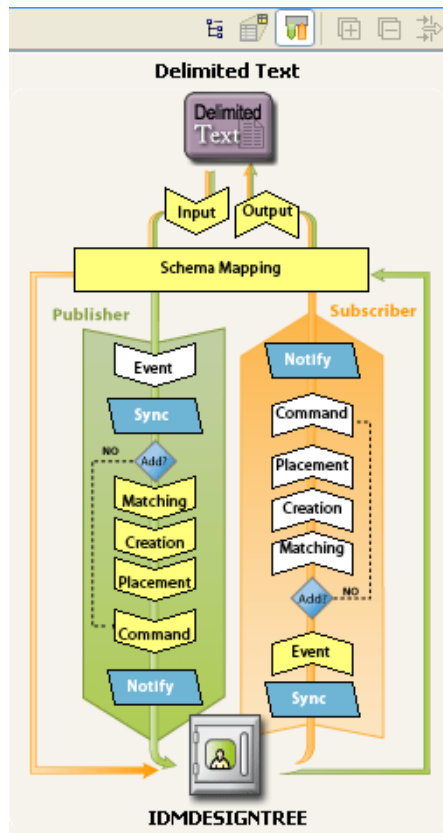 Delimited Text
Delimited
Text
Input
Output
Schema Mapping
Publisher
Subscriber
Event
Sync
NO
Add?
Matching
Creation
Placement
Command
Notify
Notify
Command
Placement
Creation
Matching
Add?
NO
Event
Sync
IDMDESIGNTREE